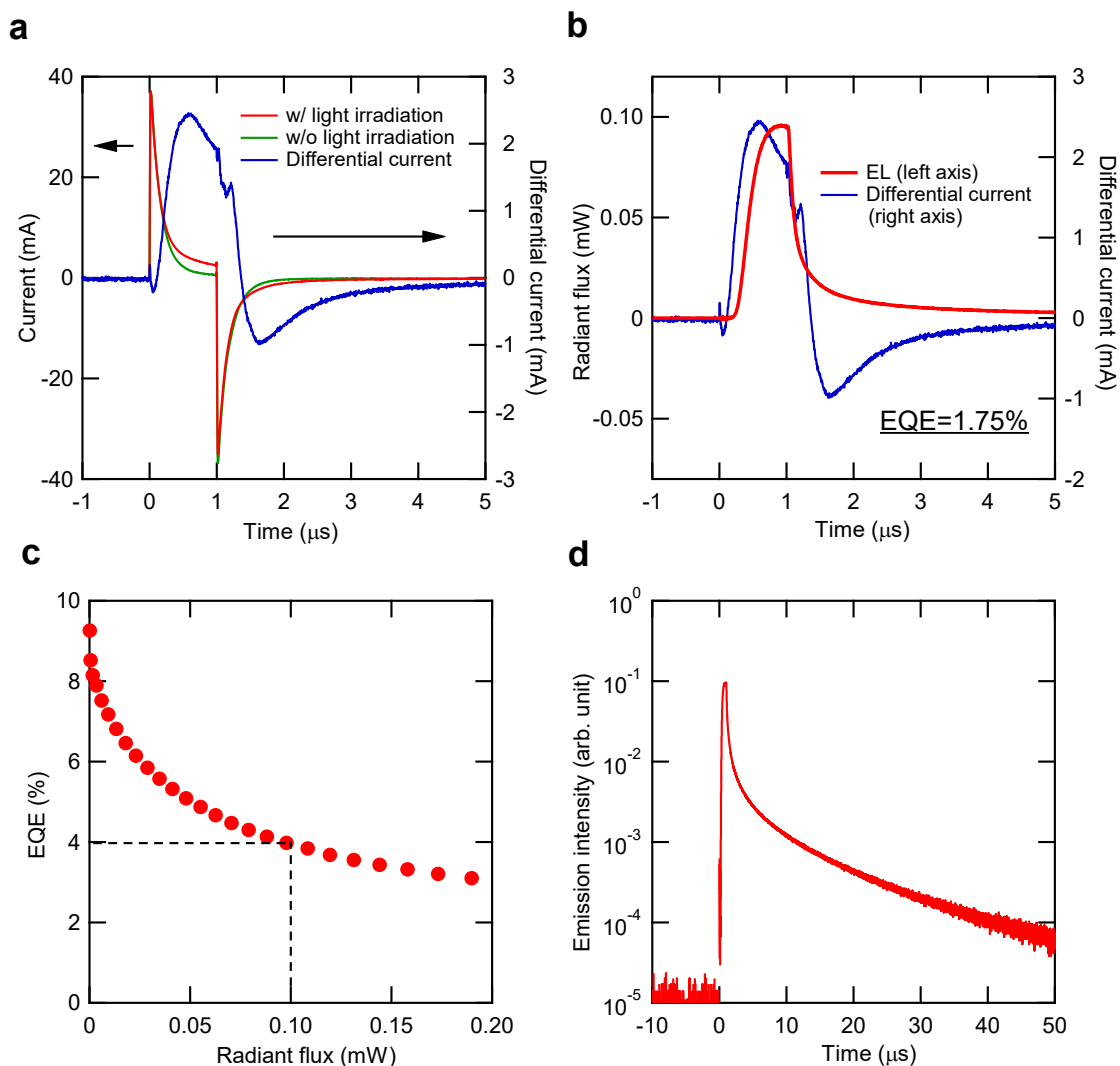 a
40
20
0
-20
-40
Current (mA)
3
2
1
0
-1
-2
-3
Differential current (mA)
w/ light irradiation
w/o light irradiation
Differential current
-1
0
1
2
3
4
5
Time (μs)
b
0.10
0.05
0
-0.05
Radiant flux (mW)
3
2
1
0
-1
-2
Differential current (mA)
EL (left axis)
Differential current
(right axis)
EQE=1.75%
-1
0
1
2
3
4
5
Time (μs)
c
10
8
6
4
2
0
EQE (%)
0
0.05
0.10
0.15
0.20
Radiant flux (mW)
d
10⁰
10⁻¹
10⁻²
10⁻³
10⁻⁴
10⁻⁵
Emission intensity (arb. unit)
-10
0
10
20
30
40
50
Time (μs)